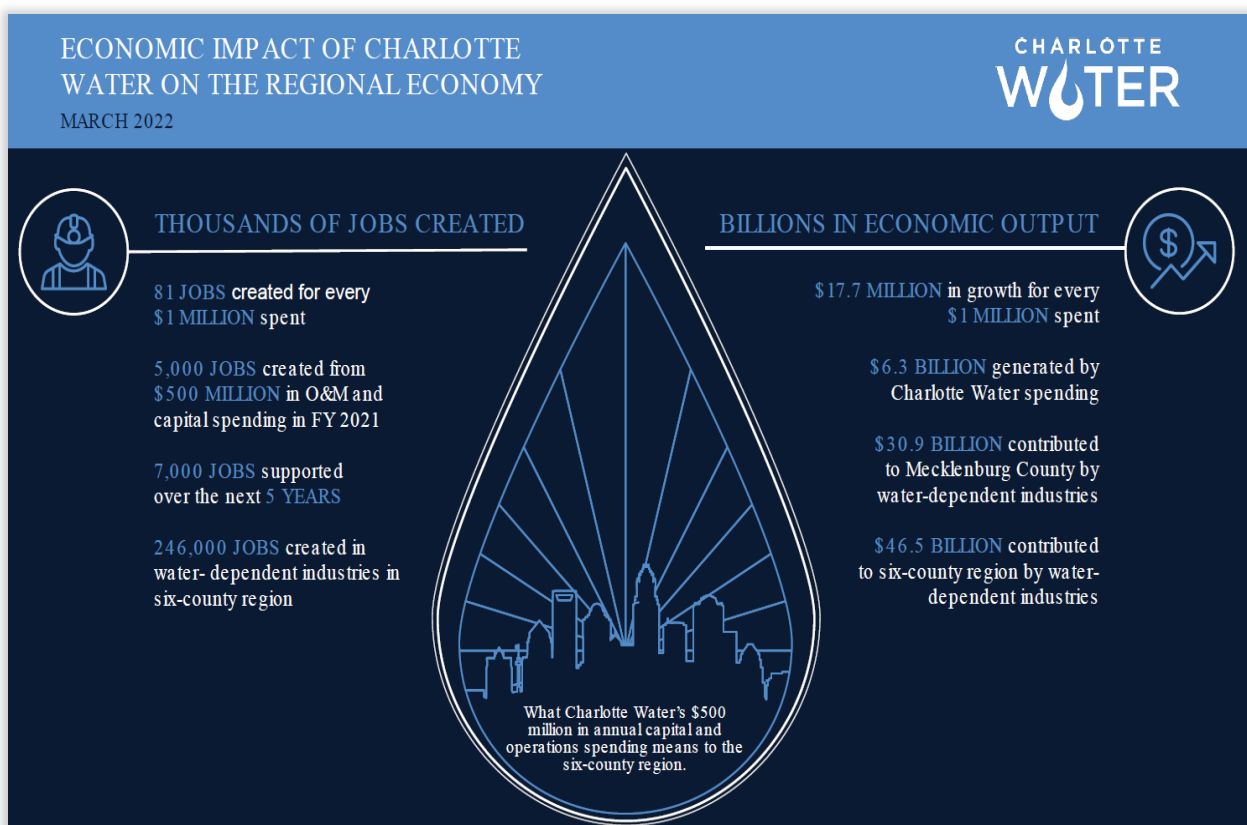 ECONOMIC IMPACT OF CHARLOTTE
WATER ON THE REGIONAL ECONOMY
MARCH 2022
CHARLOTTE
WATER
THOUSANDS OF JOBS CREATED
81 JOBS created for every
$1 MILLION spent
5,000 JOBS created from
$500 MILLION in O&M and
capital spending in FY 2021
7,000 JOBS supported
over the next 5 YEARS
246,000 JOBS created in
water- dependent industries in
six-county region
BILLIONS IN ECONOMIC OUTPUT
$
$17.7 MILLION in growth for every
$1 MILLION spent
$6.3 BILLION generated by
Charlotte Water spending
$30.9 BILLION contributed
to Mecklenburg County by
water-dependent industries
$46.5 BILLION contributed
to six-county region by water-
dependent industries
What Charlotte Water's $500
million in annual capital and
operations spending means to the
six-county region.